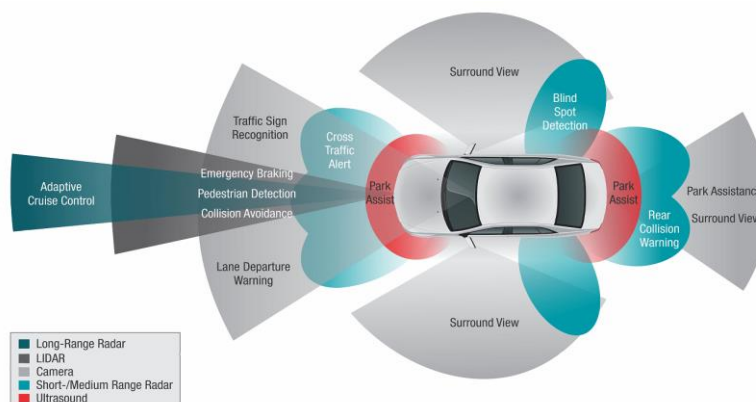 Surround View
Blind
Spot
Detection
Traffic Sign
Recognition
Cross
Traffic
Alert
Emergency Braking
Adaptive
Cruise Control
Pedestrian Detection
Collision Avoidance
Park
Assist
Park
Assist
Park Assistance
Surround View
Rear
Collision
Warning
Lane Departure
Warning
Surround View
Long-Range Radar
LIDAR
Camera
Short-/Medium Range Radar
Ultrasound